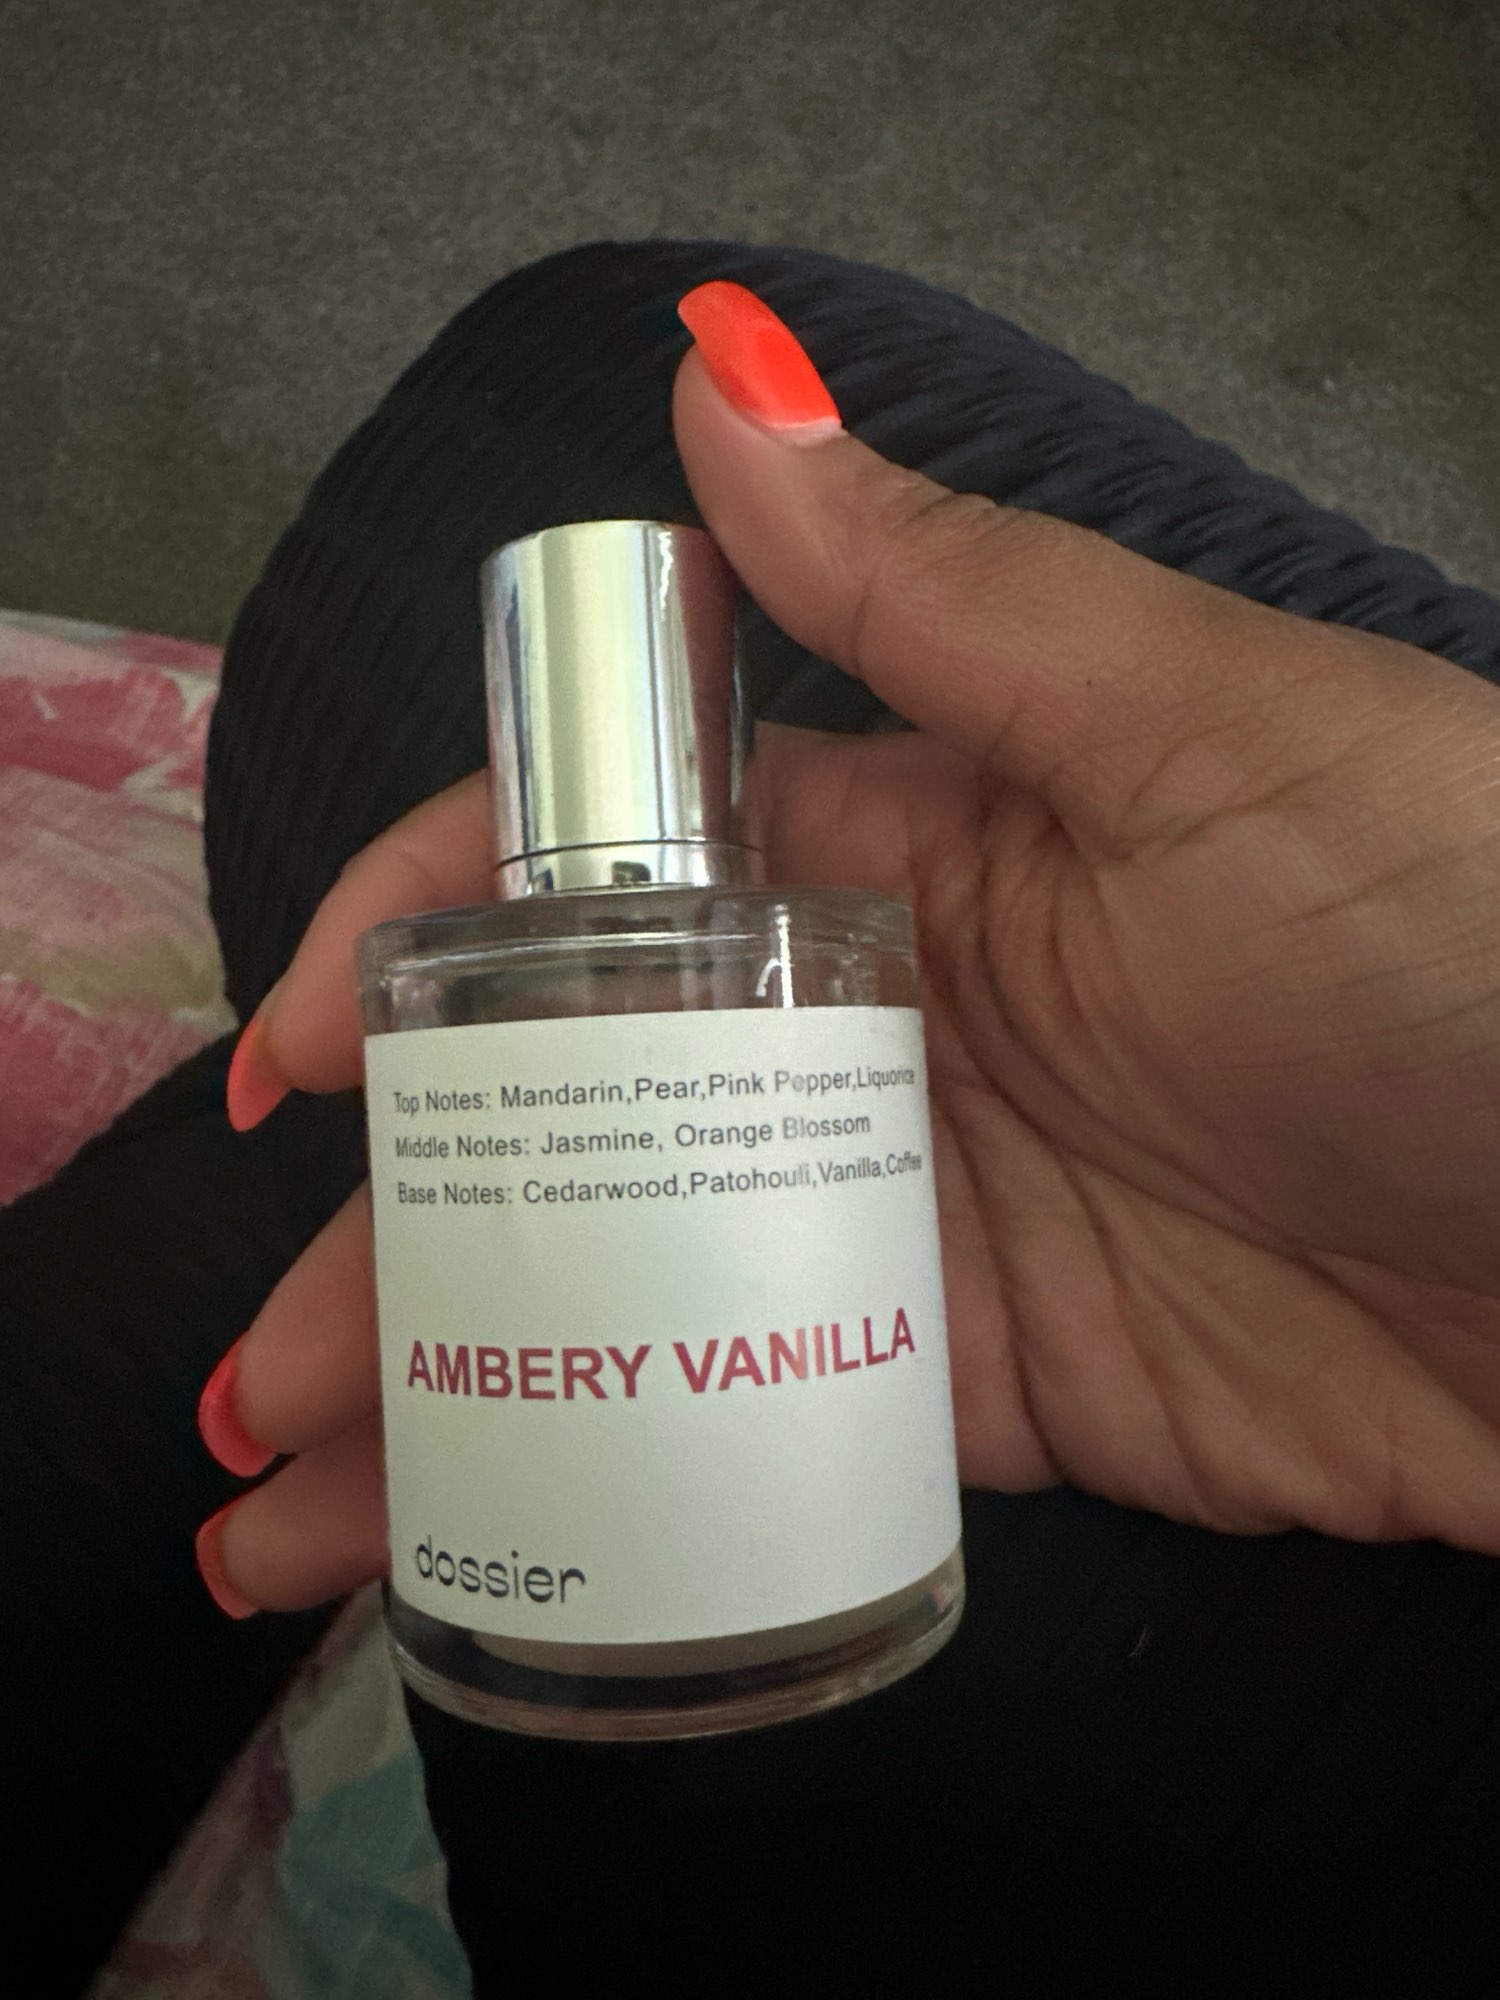 Top Notes: Mandarin,Pear,Pink Pepper,Liquorice
Middle Notes: Jasmine, Orange Blossom
Base Notes: Cedarwood,Patohouli,Vanilla,Coffee
AMBERY VANILLA
dossier